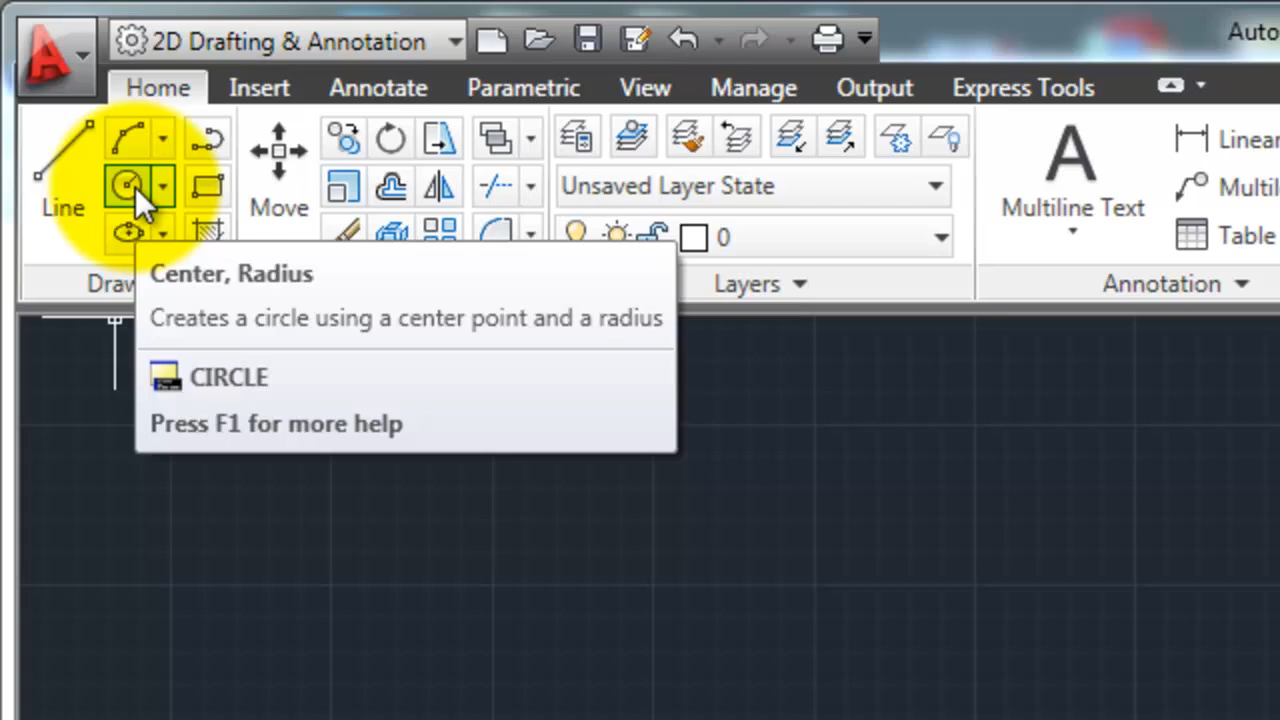 2D Drafting & Annotation
Auto
Home Insert Annotate Parametric View Manage Output Express Tools
Line
Move
Unsaved Layer State
0
Multiline Text
Linear
Multil
Table
Draw
Layers
Annotation
Center, Radius
Creates a circle using a center point and a radius
CIRCLE
Press F1 for more help